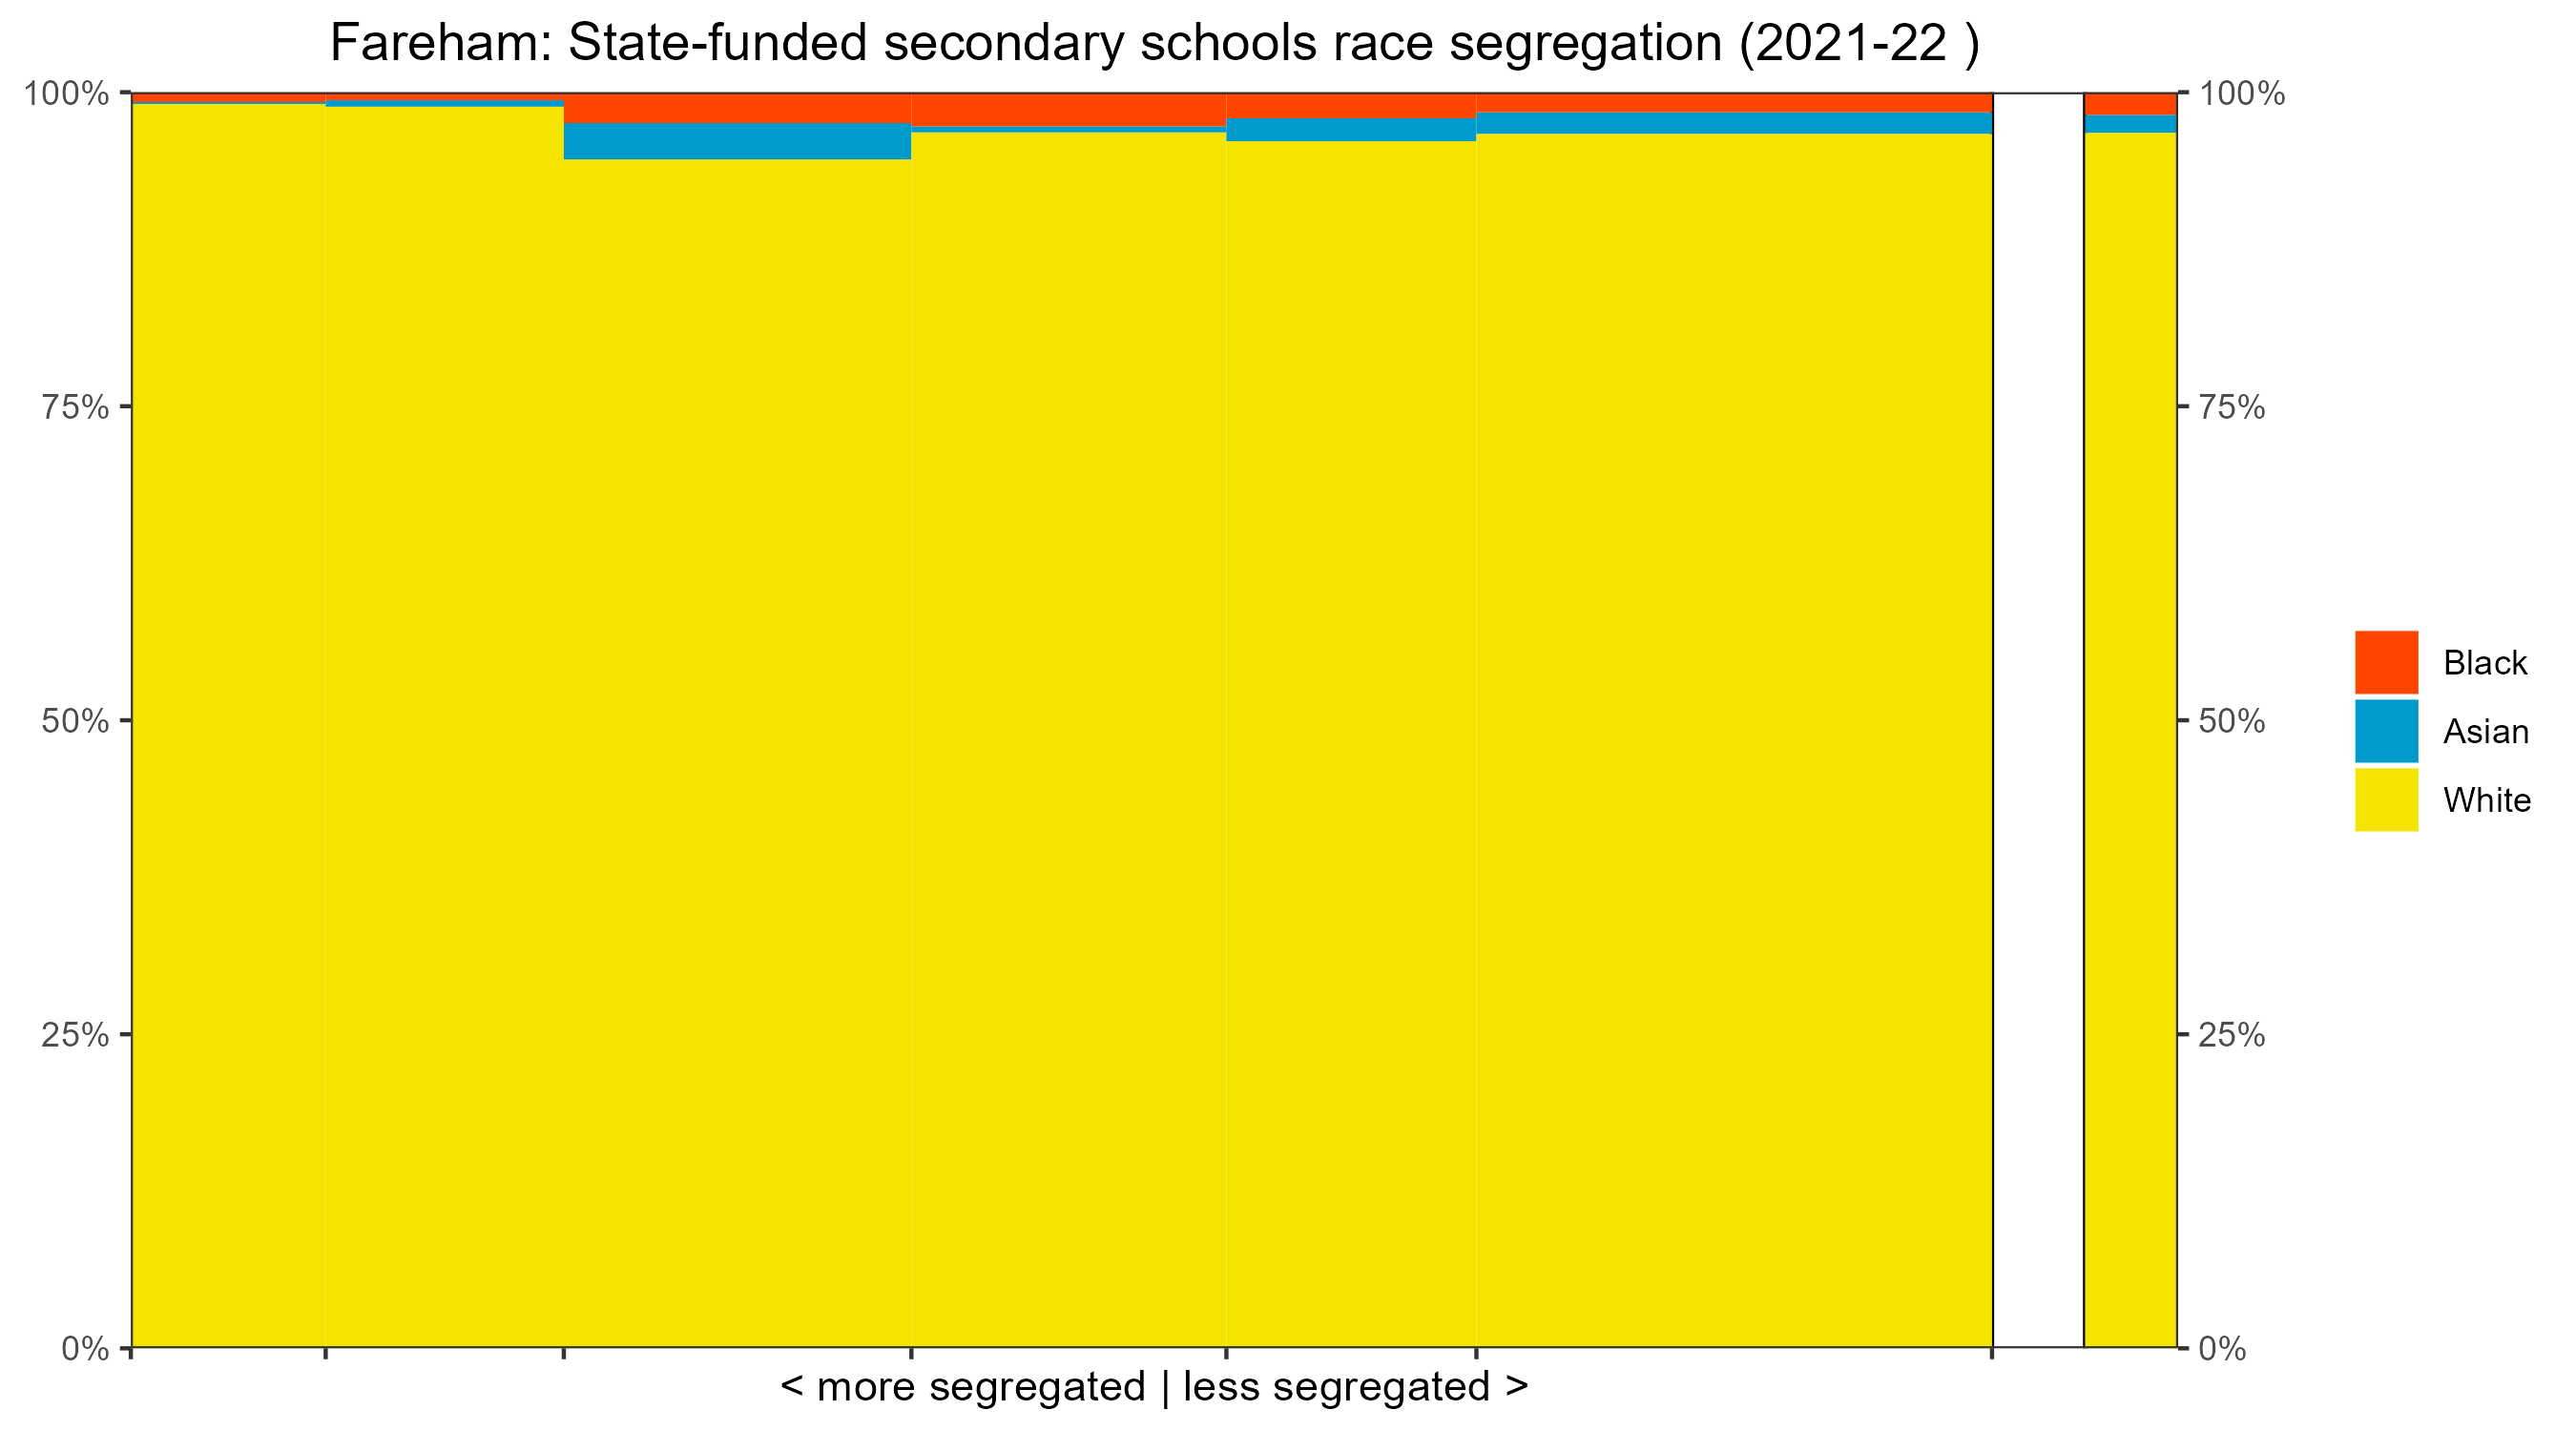 Fareham: State-funded secondary schools race segregation (2021-22 )
100%
75%
50%
25%
0%
100%
75%
50%
25%
0%
Black
Asian
White
< more segregated | less segregated >